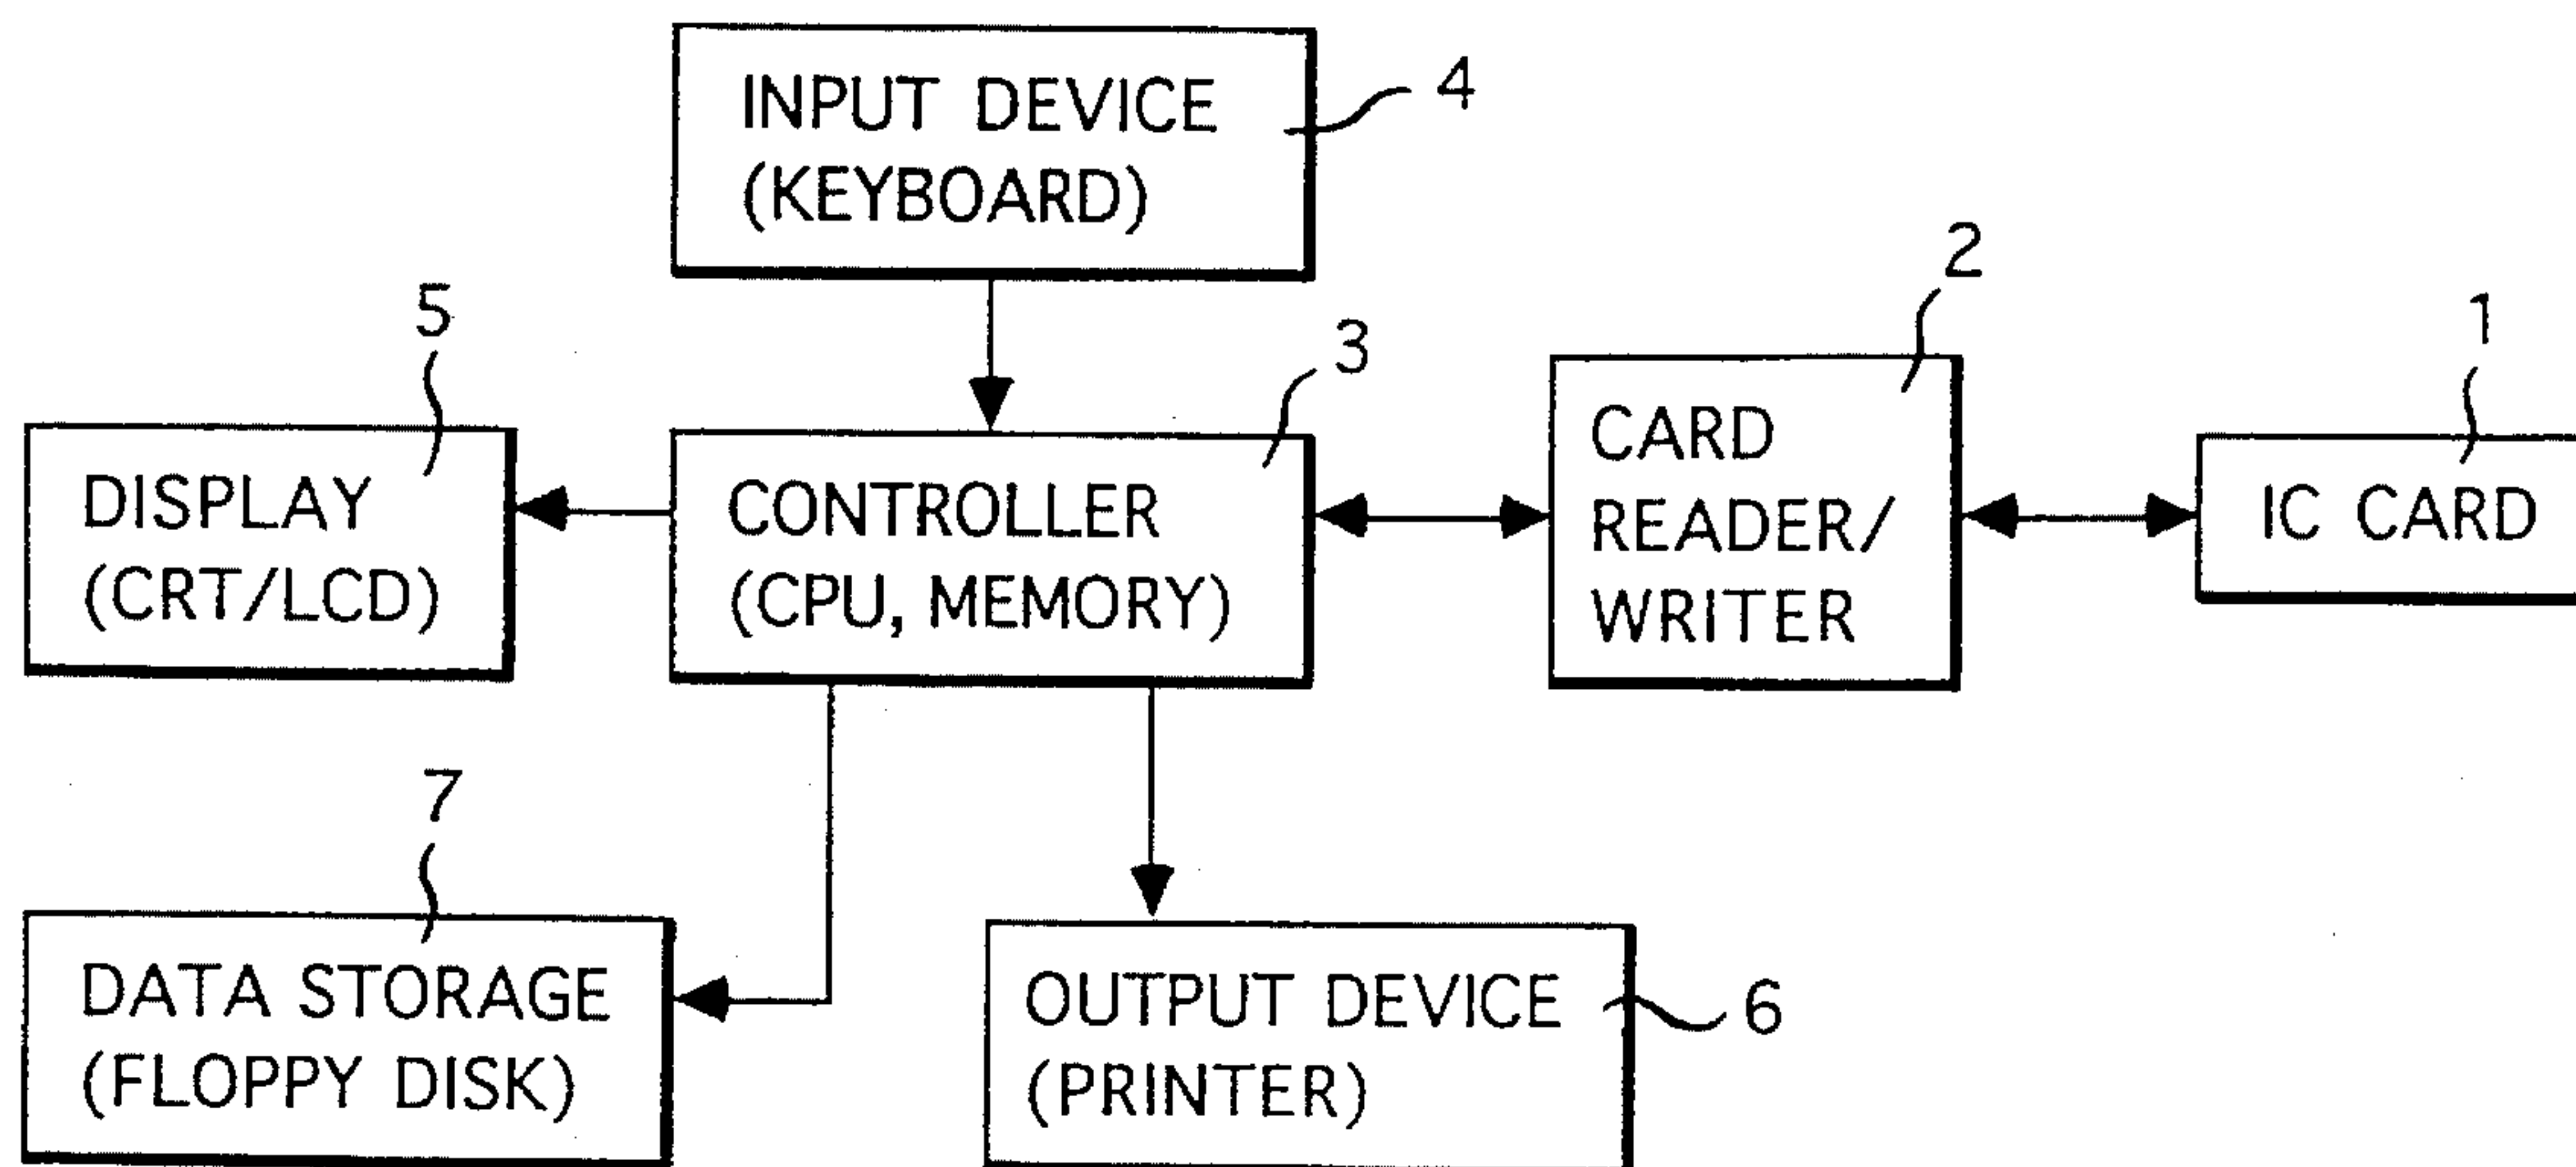 INPUT DEVICE
(KEYBOARD)
4
2
5
3
1
DISPLAY
(CRT/LCD)
CONTROLLER
(CPU, MEMORY)
CARD
READER/
WRITER
IC CARD
7
DATA STORAGE
(FLOPPY DISK)
OUTPUT DEVICE
(PRINTER)
6